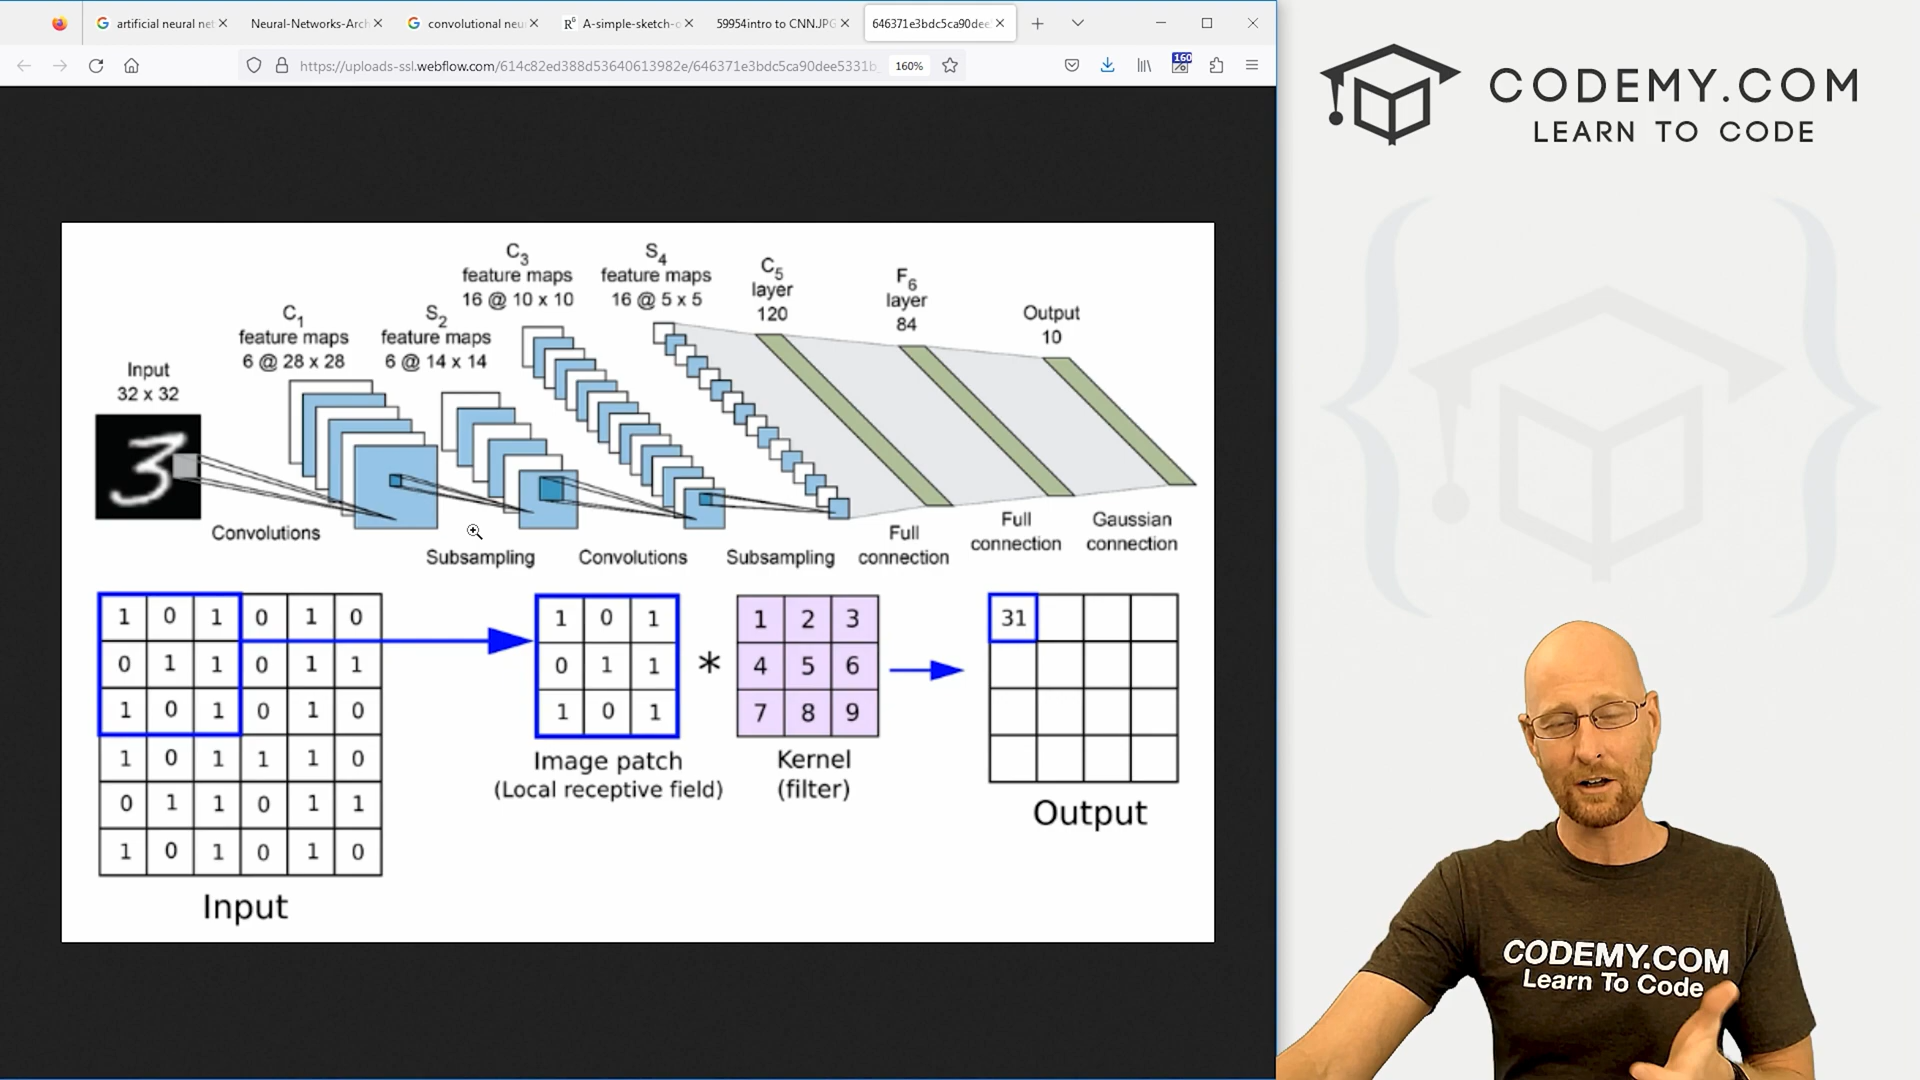 artificial neural net
Neural-Networks-Arch
convolutional neu
A-simple-sketch-o
59954intro to CNN.JPG
646371e3bdc5ca90dee
https://uploads-ssl.webflow.com/614c82ed388d53640613982e/646371e3bdc5ca90dee5331b_
160%
160
CODEMY.COM
LEARN TO CODE
C3
feature maps
16 @ 10 x 10
S4
feature maps
16 @ 5 x 5
C5
layer
120
F6
layer
84
Output
10
C1
feature maps
6 @ 28 x 28
S2
feature maps
6 @ 14 x 14
Input
32 x 32
3
Convolutions
Subsampling
Convolutions
Subsampling
Full
connection
Full
connection
Gaussian
connection
1 0 1 0 1 0
0 1 1 0 1 1
1 0 1 0 1 0
1 0 1 1 1 0
0 1 1 0 1 1
1 0 1 0 1 0
Input
1 0 1
0 1 1
1 0 1
Image patch
(Local receptive field)
*
1 2 3
4 5 6
7 8 9
Kernel
(filter)
31
Output
CODEMY.COM
Learn To Code